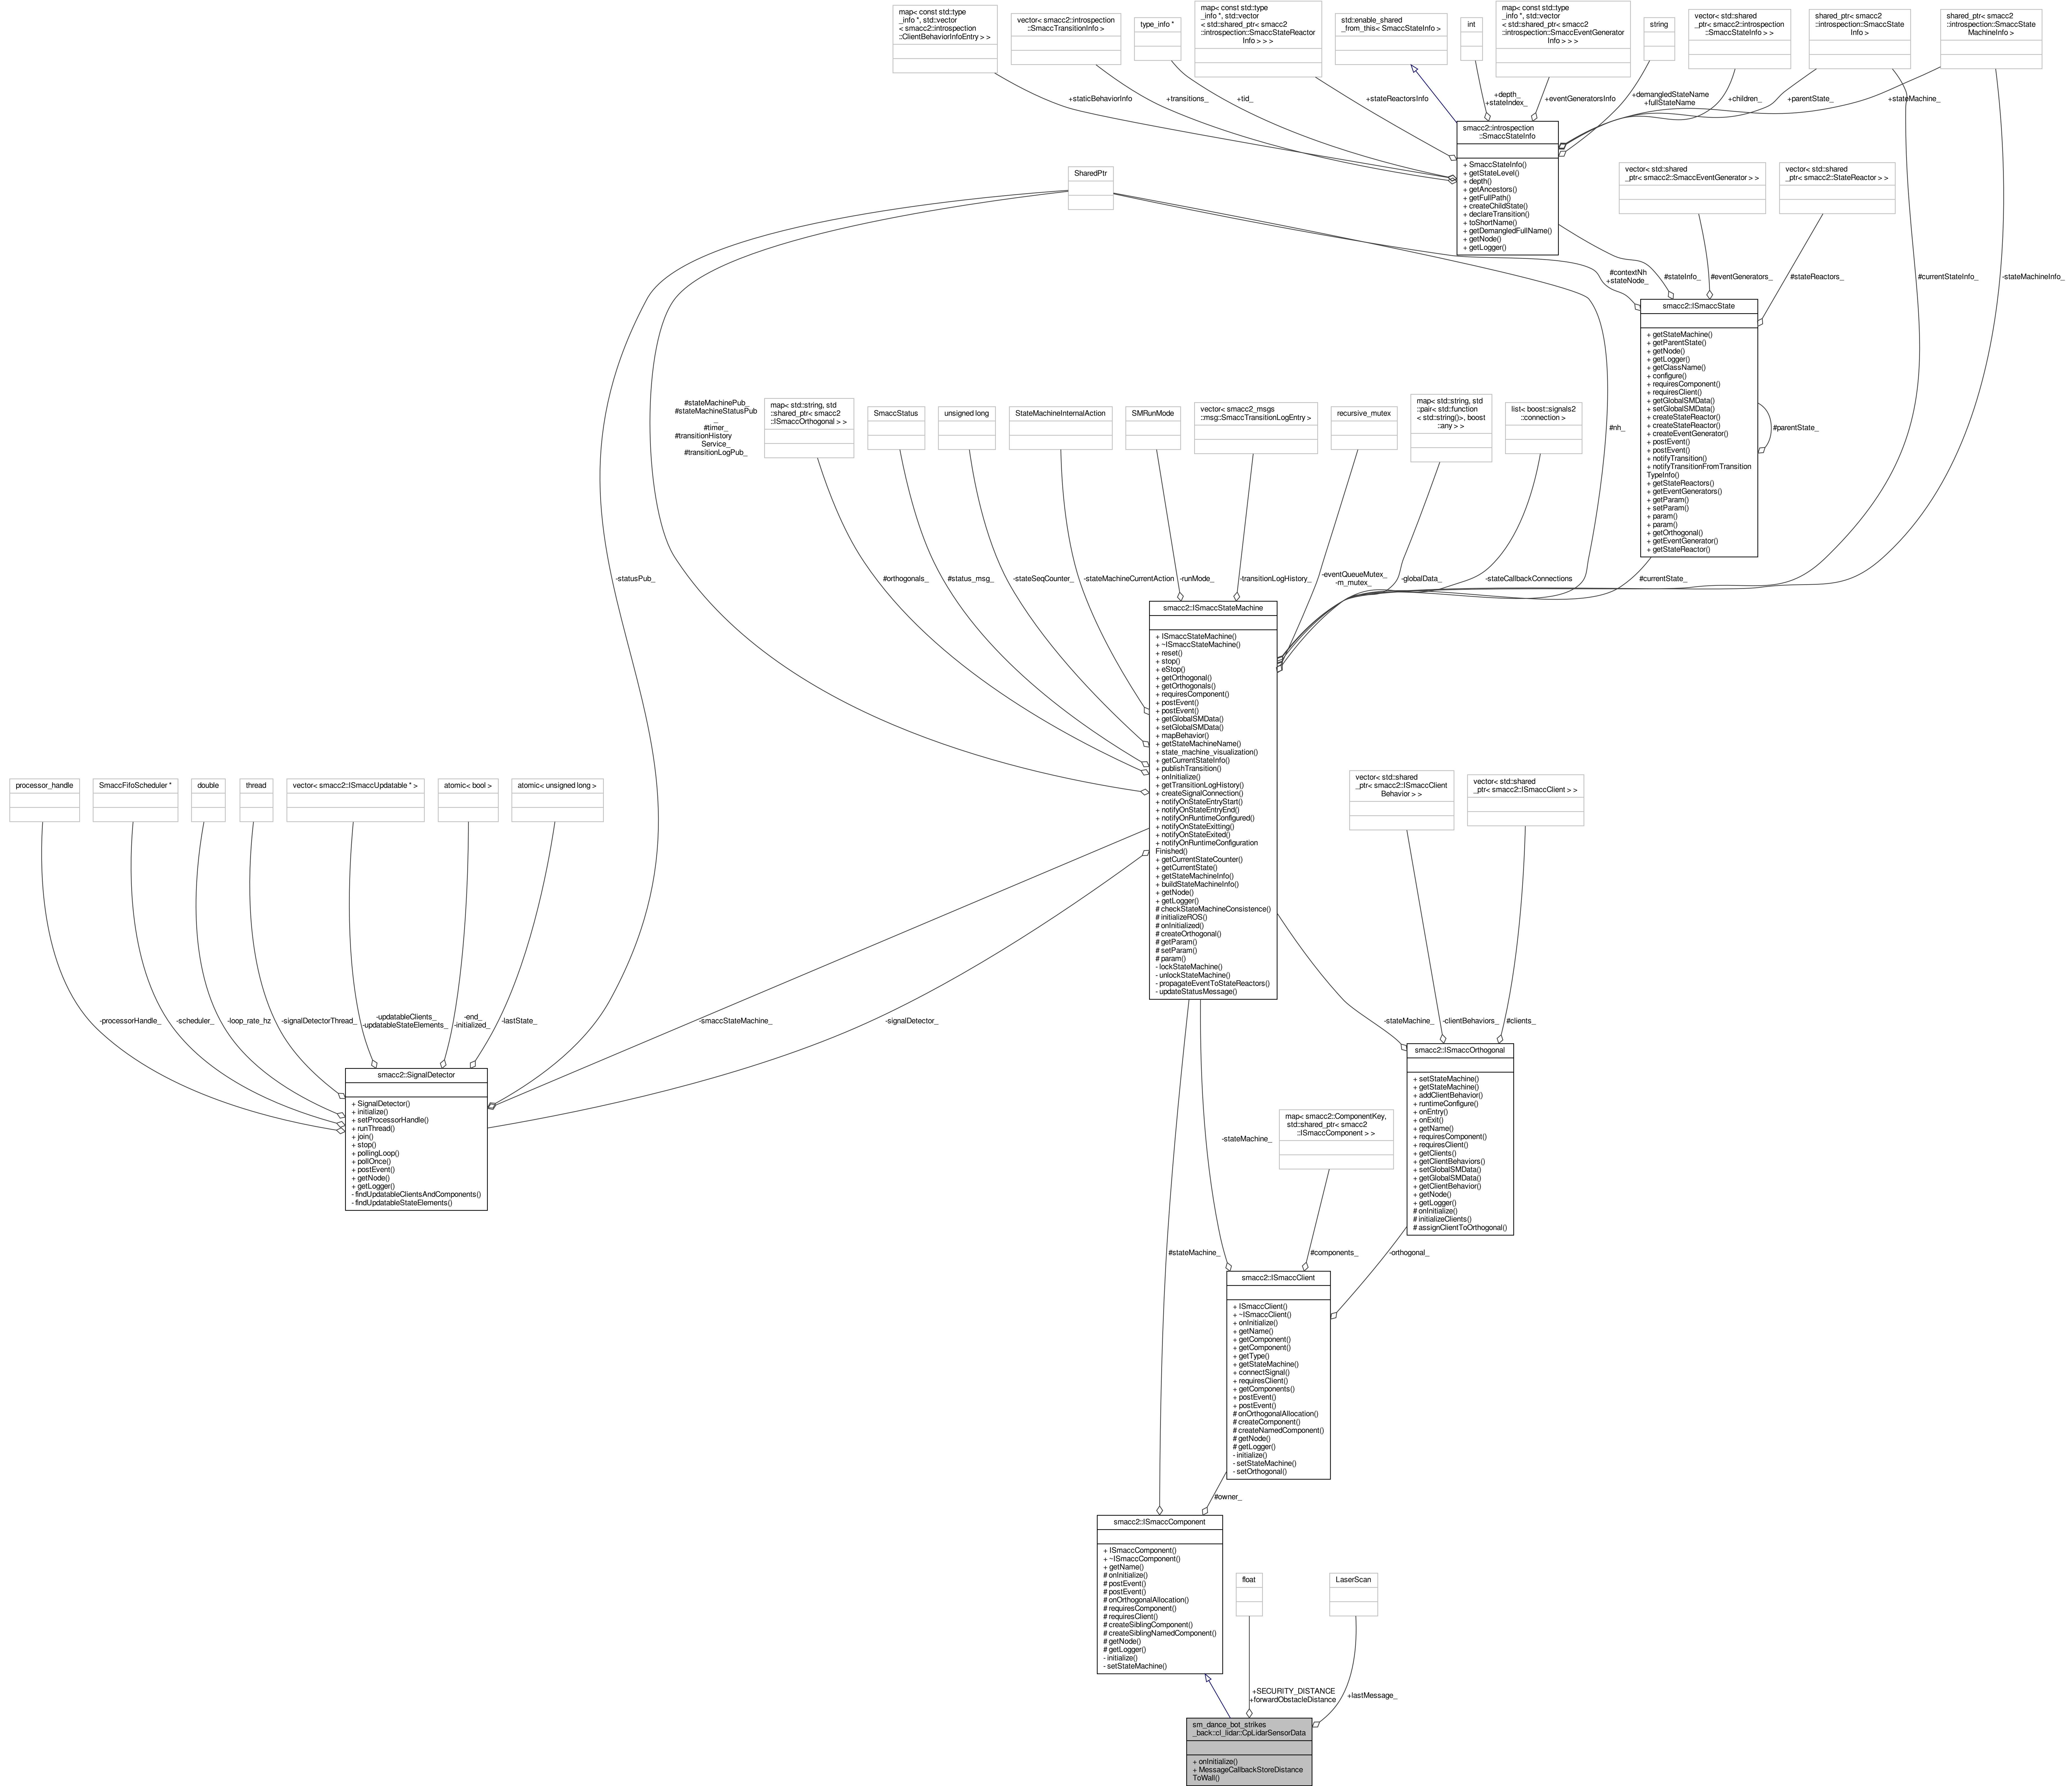 map< const std::type
_info *, std::vector
< smacc2::introspection
::ClientBehaviorInfoEntry > >
vector< smacc2::introspection
::SmaccTransitionInfo >
type_info *
map< const std::type
_info *, std::vector
< std::shared_ptr< smacc2
::introspection::SmaccStateReactor
Info > > >
std::enable_shared
_from_this< SmaccStateInfo >
int
map< const std::type
_info *, std::vector
< std::shared_ptr< smacc2
::introspection::SmaccEventGenerator
Info > > >
string
vector< std::shared
_ptr< smacc2::introspection
::SmaccStateInfo > >
shared_ptr< smacc2
::introspection::SmaccState
Info >
shared_ptr< smacc2
::introspection::SmaccState
MachineInfo >
+staticBehaviorInfo
+transitions_
+tid_
+stateReactorsInfo
+depth_
+stateIndex_
+eventGeneratorsInfo
+demangledStateName
+fullStateName
+children_
+parentState_
+stateMachine_
smacc2::introspection
::SmaccStateInfo
+ SmaccStateInfo()
+ getStateLevel()
+ depth()
+ getAncestors()
+ getFullPath()
+ createChildState()
+ declareTransition()
+ toShortName()
+ getDemangledFullName()
+ getNode()
+ getLogger()
SharedPtr
vector< std::shared
_ptr< smacc2::SmaccEventGenerator > >
vector< std::shared
_ptr< smacc2::StateReactor > >
#contextNh
+stateNode_
#stateInfo_
#eventGenerators_
#stateReactors_
#currentStateInfo_
-stateMachineInfo_
smacc2::ISmaccState
+ getStateMachine()
+ getParentState()
+ getNode()
+ getLogger()
+ getClassName()
+ configure()
+ requiresComponent()
+ requiresClient()
+ getGlobalSMData()
+ setGlobalSMData()
+ createStateReactor()
+ createStateReactor()
+ createEventGenerator()
+ postEvent()
+ postEvent()
+ notifyTransition()
+ notifyTransitionFromTransition
TypeInfo()
+ getStateReactors()
+ getEventGenerators()
+ getParam()
+ setParam()
+ param()
+ param()
+ getOrthogonal()
+ getEventGenerator()
+ getStateReactor()
#parentState_
#stateMachinePub_
#stateMachineStatusPub
_
#timer_
#transitionHistory
Service_
#transitionLogPub_
map< std::string, std
::shared_ptr< smacc2
::ISmaccOrthogonal > >
SmaccStatus
unsigned long
StateMachineInternalAction
SMRunMode
vector< smacc2_msgs
::msg::SmaccTransitionLogEntry >
recursive_mutex
map< std::string, std
::pair< std::function
< std::string()>, boost
::any > >
list< boost::signals2
::connection >
#nh_
-statusPub_
#orthogonals_
#status_msg_
-stateSeqCounter_
-stateMachineCurrentAction
-runMode_
-transitionLogHistory_
-eventQueueMutex_
-m_mutex_
-globalData_
-stateCallbackConnections
#currentState_
smacc2::ISmaccStateMachine
+ ISmaccStateMachine()
+ ~ISmaccStateMachine()
+ reset()
+ stop()
+ eStop()
+ getOrthogonal()
+ getOrthogonals()
+ requiresComponent()
+ postEvent()
+ postEvent()
+ getGlobalSMData()
+ setGlobalSMData()
+ mapBehavior()
+ getStateMachineName()
+ state_machine_visualization()
+ getCurrentStateInfo()
+ publishTransition()
+ onInitialize()
+ getTransitionLogHistory()
+ createSignalConnection()
+ notifyOnStateEntryStart()
+ notifyOnStateEntryEnd()
+ notifyOnRuntimeConfigured()
+ notifyOnStateExitting()
+ notifyOnStateExited()
+ notifyOnRuntimeConfiguration
Finished()
+ getCurrentStateCounter()
+ getCurrentState()
+ getStateMachineInfo()
+ buildStateMachineInfo()
+ getNode()
+ getLogger()
# checkStateMachineConsistence()
# initializeROS()
# onInitialized()
# createOrthogonal()
# getParam()
# setParam()
# param()
- lockStateMachine()
- unlockStateMachine()
- propagateEventToStateReactors()
- updateStatusMessage()
processor_handle
SmaccFifoScheduler *
double
thread
vector< smacc2::ISmaccUpdatable * >
atomic< bool >
atomic< unsigned long >
vector< std::shared
_ptr< smacc2::ISmaccClient
Behavior > >
vector< std::shared
_ptr< smacc2::ISmaccClient > >
-processorHandle_
-scheduler_
-loop_rate_hz
-signalDetectorThread_
-updatableClients_
-updatableStateElements_
-end_
-initialized_
-lastState_
-smaccStateMachine_
-signalDetector_
-stateMachine_
-clientBehaviors_
#clients_
smacc2::SignalDetector
+ SignalDetector()
+ initialize()
+ setProcessorHandle()
+ runThread()
+ join()
+ stop()
+ pollingLoop()
+ pollOnce()
+ postEvent()
+ getNode()
+ getLogger()
- findUpdatableClientsAndComponents()
- findUpdatableStateElements()
smacc2::ISmaccOrthogonal
+ setStateMachine()
+ getStateMachine()
+ addClientBehavior()
+ runtimeConfigure()
+ onEntry()
+ onExit()
+ getName()
+ requiresComponent()
+ requiresClient()
+ getClients()
+ getClientBehaviors()
+ setGlobalSMData()
+ getGlobalSMData()
+ getClientBehavior()
+ getNode()
+ getLogger()
# onInitialize()
# initializeClients()
# assignClientToOrthogonal()
map< smacc2::ComponentKey,
std::shared_ptr< smacc2
::ISmaccComponent > >
-stateMachine_
#stateMachine_
#components_
-orthogonal_
smacc2::ISmaccClient
+ ISmaccClient()
+ ~ISmaccClient()
+ onInitialize()
+ getName()
+ getComponent()
+ getComponent()
+ getType()
+ getStateMachine()
+ connectSignal()
+ requiresClient()
+ getComponents()
+ postEvent()
+ postEvent()
# onOrthogonalAllocation()
# createComponent()
# createNamedComponent()
# getNode()
# getLogger()
- initialize()
- setStateMachine()
- setOrthogonal()
#owner_
smacc2::ISmaccComponent
+ ISmaccComponent()
+ ~ISmaccComponent()
+ getName()
# onInitialize()
# postEvent()
# postEvent()
# onOrthogonalAllocation()
# requiresComponent()
# requiresClient()
# createSiblingComponent()
# createSiblingNamedComponent()
# getNode()
# getLogger()
- initialize()
- setStateMachine()
float
LaserScan
+SECURITY_DISTANCE
+forwardObstacleDistance
+lastMessage_
sm_dance_bot_strikes
_back::cl_lidar::CpLidarSensorData
+ onInitialize()
+ MessageCallbackStoreDistance
ToWall()